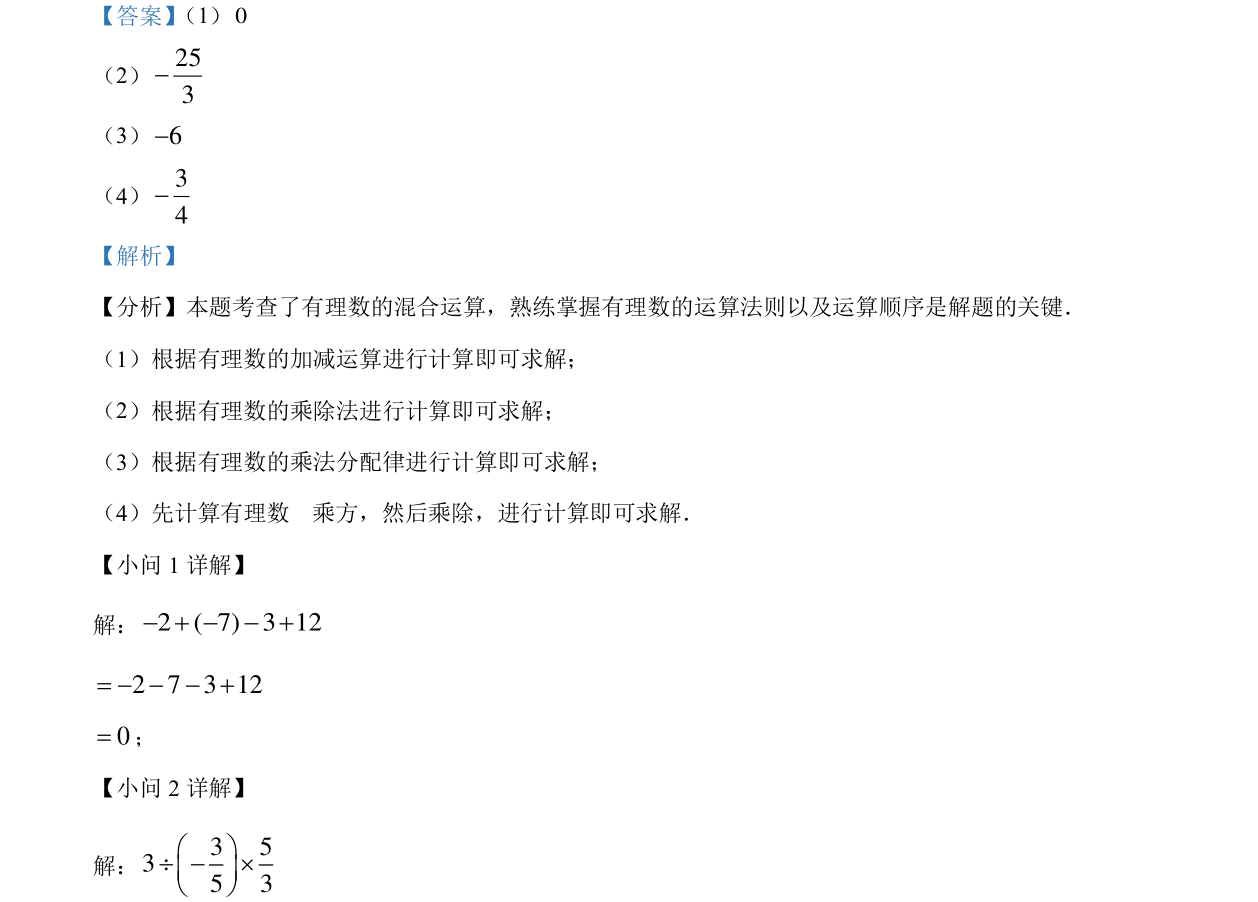 【答案】（1）0
（2）−25/3
（3）−6
（4）−3/4
【解析】
【分析】本题考查了有理数的混合运算，熟练掌握有理数的运算法则以及运算顺序是解题的关键．
（1）根据有理数的加减运算进行计算即可求解；
（2）根据有理数的乘除法进行计算即可求解；
（3）根据有理数的乘法分配律进行计算即可求解；
（4）先计算有理数　乘方，然后乘除，进行计算即可求解．
【小问 1 详解】
解：−2+(−7)−3+12
=−2−7−3+12
=0；
【小问 2 详解】
解：3÷(−3/5)×5/3